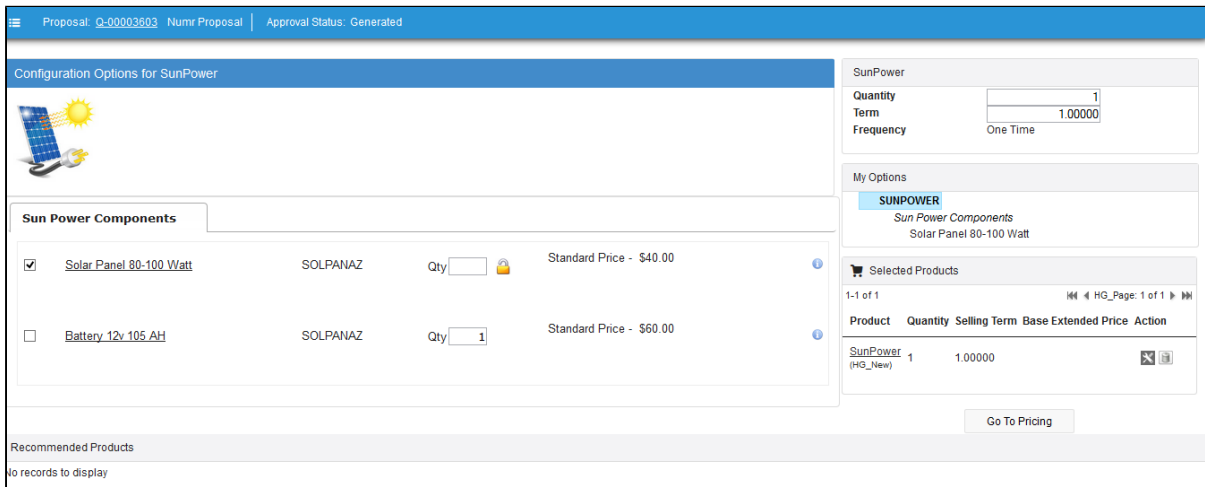 Proposal: Q-00003603 Numr Proposal Approval Status: Generated
Configuration Options for SunPower
Sun Power Components
Solar Panel 80-100 Watt SOLPANAZ Qty Standard Price - $40.00
Battery 12v 105 AH SOLPANAZ Qty 1 Standard Price - $60.00
SunPower
Quantity 1
Term 1.00000
Frequency One Time
My Options
SUNPOWER
Sun Power Components
Solar Panel 80-100 Watt
Selected Products
1-1 of 1 HG_Page: 1 of 1
Product Quantity Selling Term Base Extended Price Action
SunPower 1 1.00000
(HG_New)
Go To Pricing
Recommended Products
No records to display